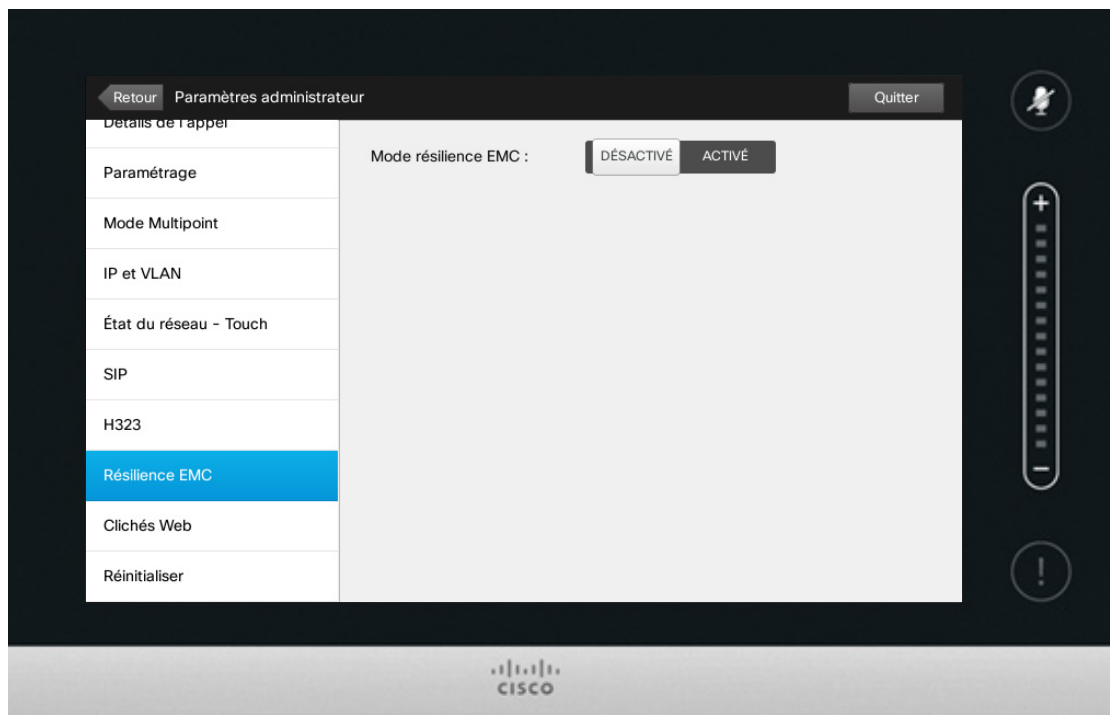 Retour Paramètres administrateur Quitter
Détails de l'appel
Mode résilience EMC : DÉSACTIVÉ ACTIVÉ
Paramétrage
Mode Multipoint
IP et VLAN
État du réseau - Touch
SIP
H323
Résilience EMC
Clichés Web
Réinitialiser
CISCO